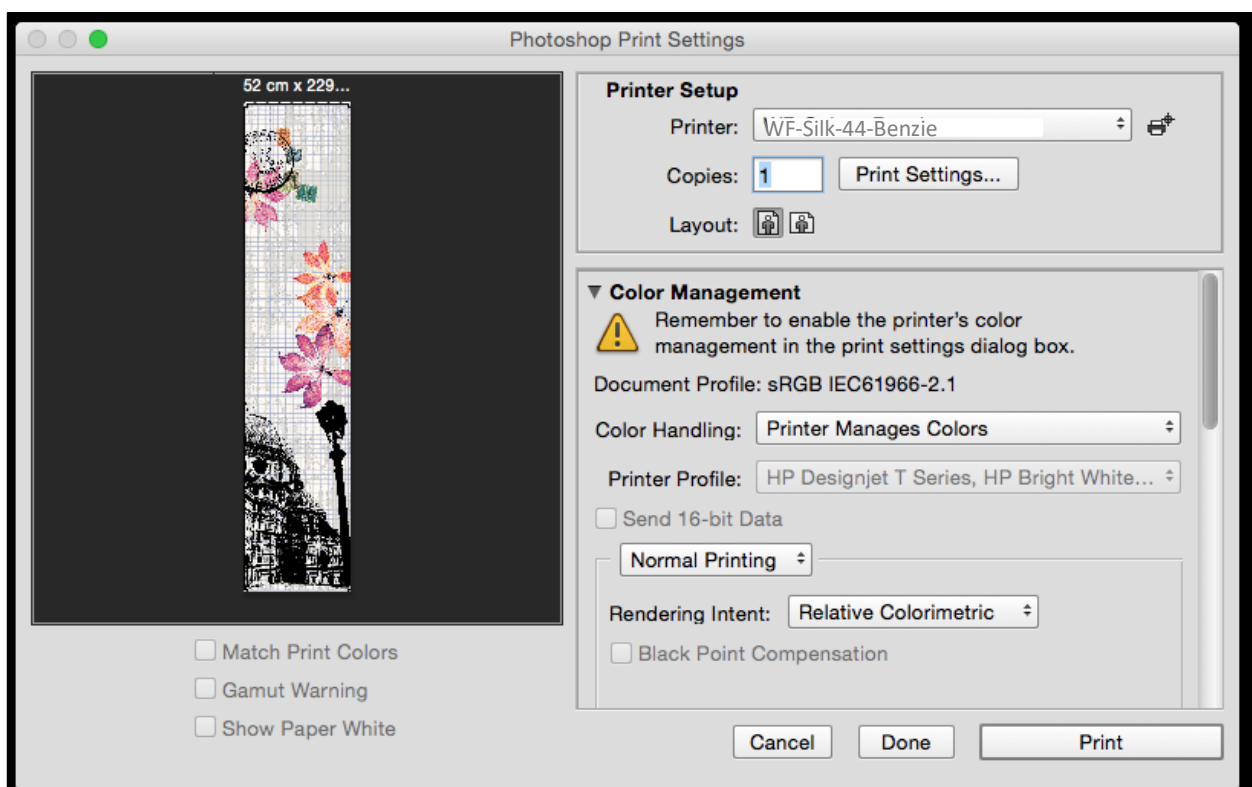 Photoshop Print Settings
52 cm x 229...
Printer Setup
Printer: WF-Silk-44-Benzie
Copies: 1 Print Settings...
Layout:
Color Management
Remember to enable the printer's color
management in the print settings dialog box.
Document Profile: sRGB IEC61966-2.1
Color Handling: Printer Manages Colors
Printer Profile: HP Designjet T Series, HP Bright White...
Send 16-bit Data
Normal Printing
Rendering Intent: Relative Colorimetric
Black Point Compensation
Match Print Colors
Gamut Warning
Show Paper White
Cancel Done Print